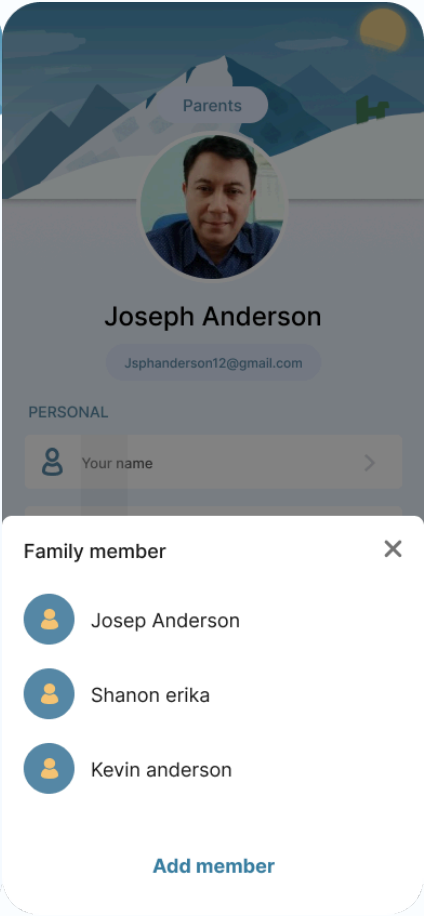 Parents
Joseph Anderson
Jsphanderson12@gmail.com
PERSONAL
Your name
Family member
Josep Anderson
Shanon erika
Kevin anderson
Add member